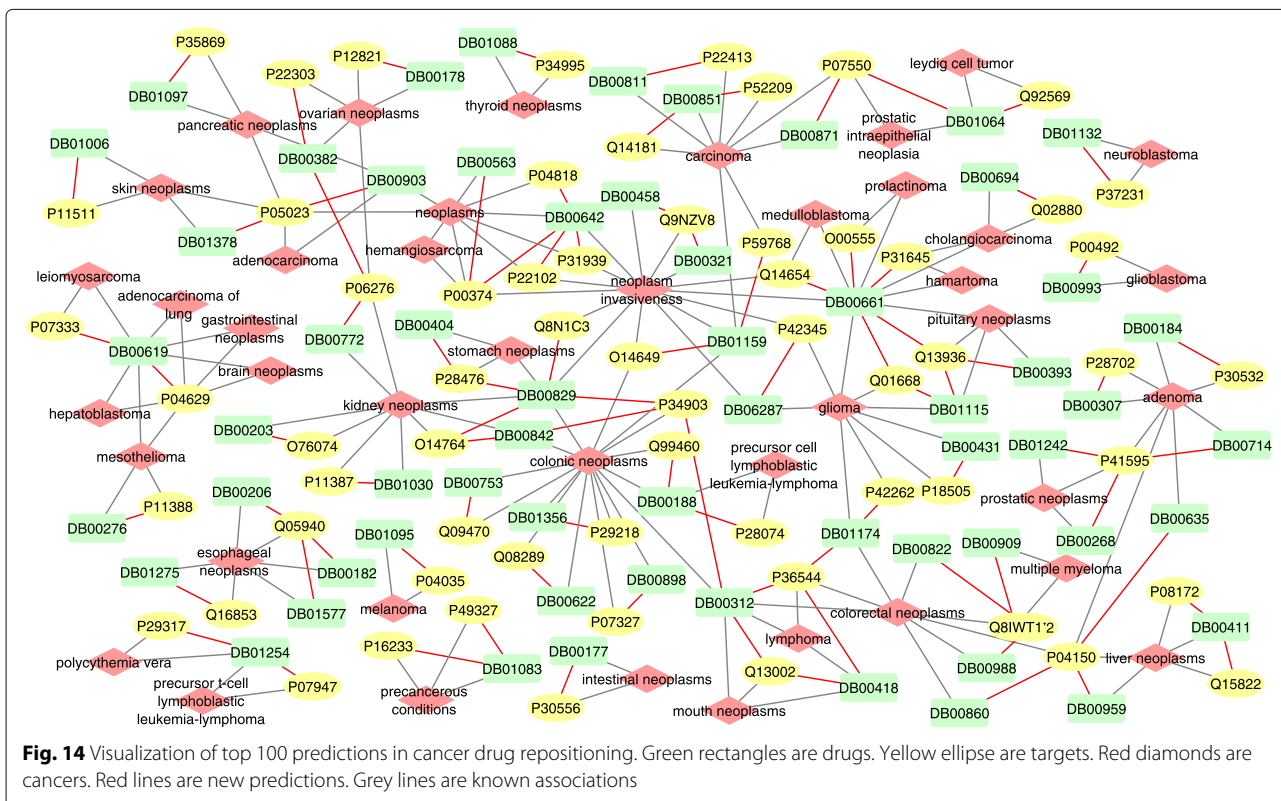 P35869
P12821
DB01088
P22413
P07550
leydig cell tumor
P22303
DB00178
P34995
DB00811
P52209
DB01097
DB00851
Q92569
pancreatic neoplasms
ovarian neoplasms
thyroid neoplasms
DB00871
prostatic
intraepithelial
neoplasia
DB01064
DB01132
DB01006
DB00382
DB00563
Q14181
carcinoma
neuroblastoma
skin neoplasms
DB00903
P04818
DB00458
prolactinoma
DB00694
P37231
P11511
P05023
neoplasms
DB00642
Q9NZV8
medulloblastoma
Q02880
DB01378
hemangiosarcoma
P59768
O00555
cholangiocarcinoma
P00492
adenocarcinoma
P31939
DB00321
P31645
leiomyosarcoma
P06276
P22102
neoplasm
invasiveness
Q14654
hamartoma
DB00993
glioblastoma
adenocarcinoma of
lung
P00374
DB00661
gastrointestinal
neoplasms
P07333
DB00404
Q8N1C3
P42345
pituitary neoplasms
DB00184
DB00619
DB00772
stomach neoplasms
O14649
DB01159
Q13936
P28702
brain neoplasms
P28476
Q01668
DB00393
P30532
P04629
DB00829
hepatoblastoma
kidney neoplasms
P34903
DB06287
glioma
DB01115
DB00307
adenoma
DB00203
O76074
O14764
DB00842
Q99460
precursor cell
lymphoblastic
leukemia-lymphoma
DB00431
DB01242
DB00714
mesothelioma
colonic neoplasms
P41595
P11387
DB01030
DB00753
DB00188
P42262
P18505
prostatic neoplasms
DB00206
P11388
DB00276
Q05940
DB01095
DB01356
P29218
P28074
DB01174
DB00268
DB00635
esophageal
neoplasms
Q09470
DB00822
DB00909
DB01275
DB00182
Q08289
DB00898
P36544
multiple myeloma
P04035
P08172
Q16853
DB01577
melanoma
P49327
DB00622
DB00312
colorectal neoplasms
P29317
P07327
Q8IWT1'2
DB00411
P16233
DB00177
lymphoma
polycythemia vera
DB01254
DB01083
DB00988
P04150
liver neoplasms
precursor t-cell
lymphoblastic
leukemia-lymphoma
P07947
precancerous
conditions
intestinal neoplasms
Q13002
DB00418
Q15822
P30556
mouth neoplasms
DB00860
DB00959
Fig. 14 Visualization of top 100 predictions in cancer drug repositioning. Green rectangles are drugs. Yellow ellipse are targets. Red diamonds are
cancers. Red lines are new predictions. Grey lines are known associations